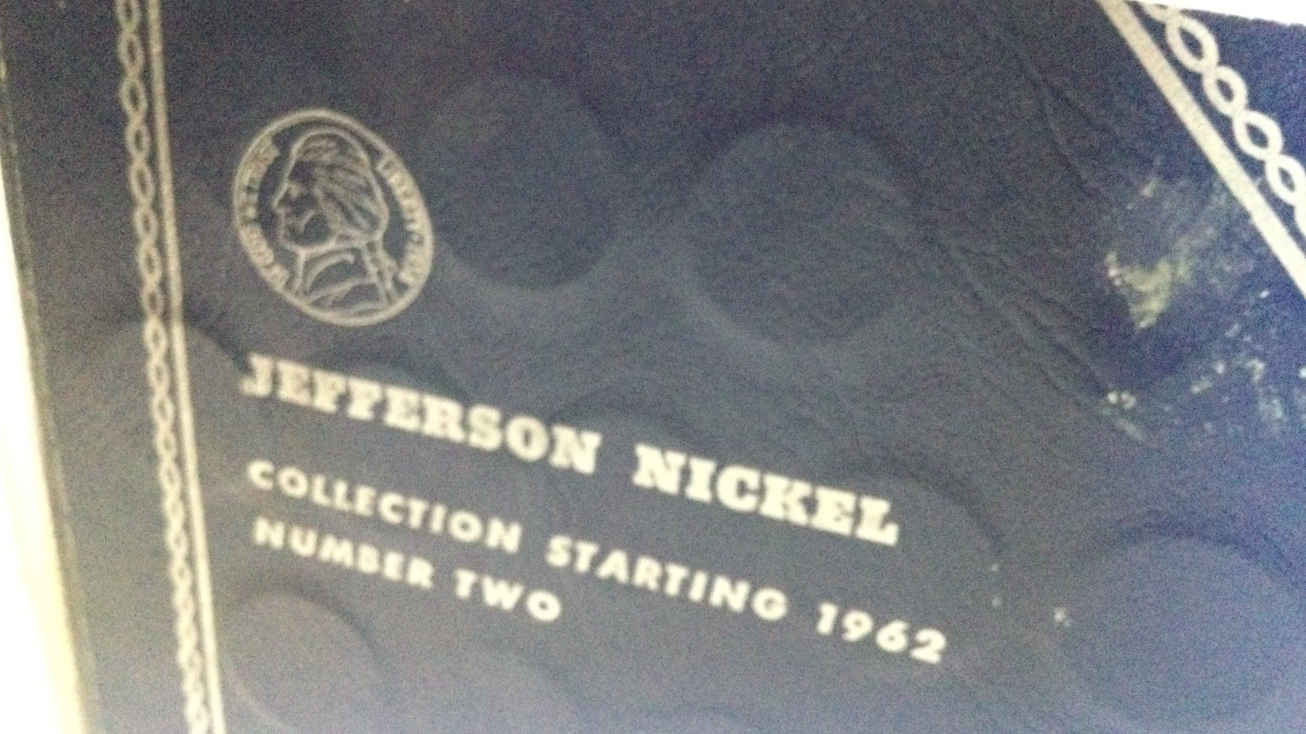 JEFFERSON NICKEL
COLLECTION STARTING 1962
NUMBER TWO